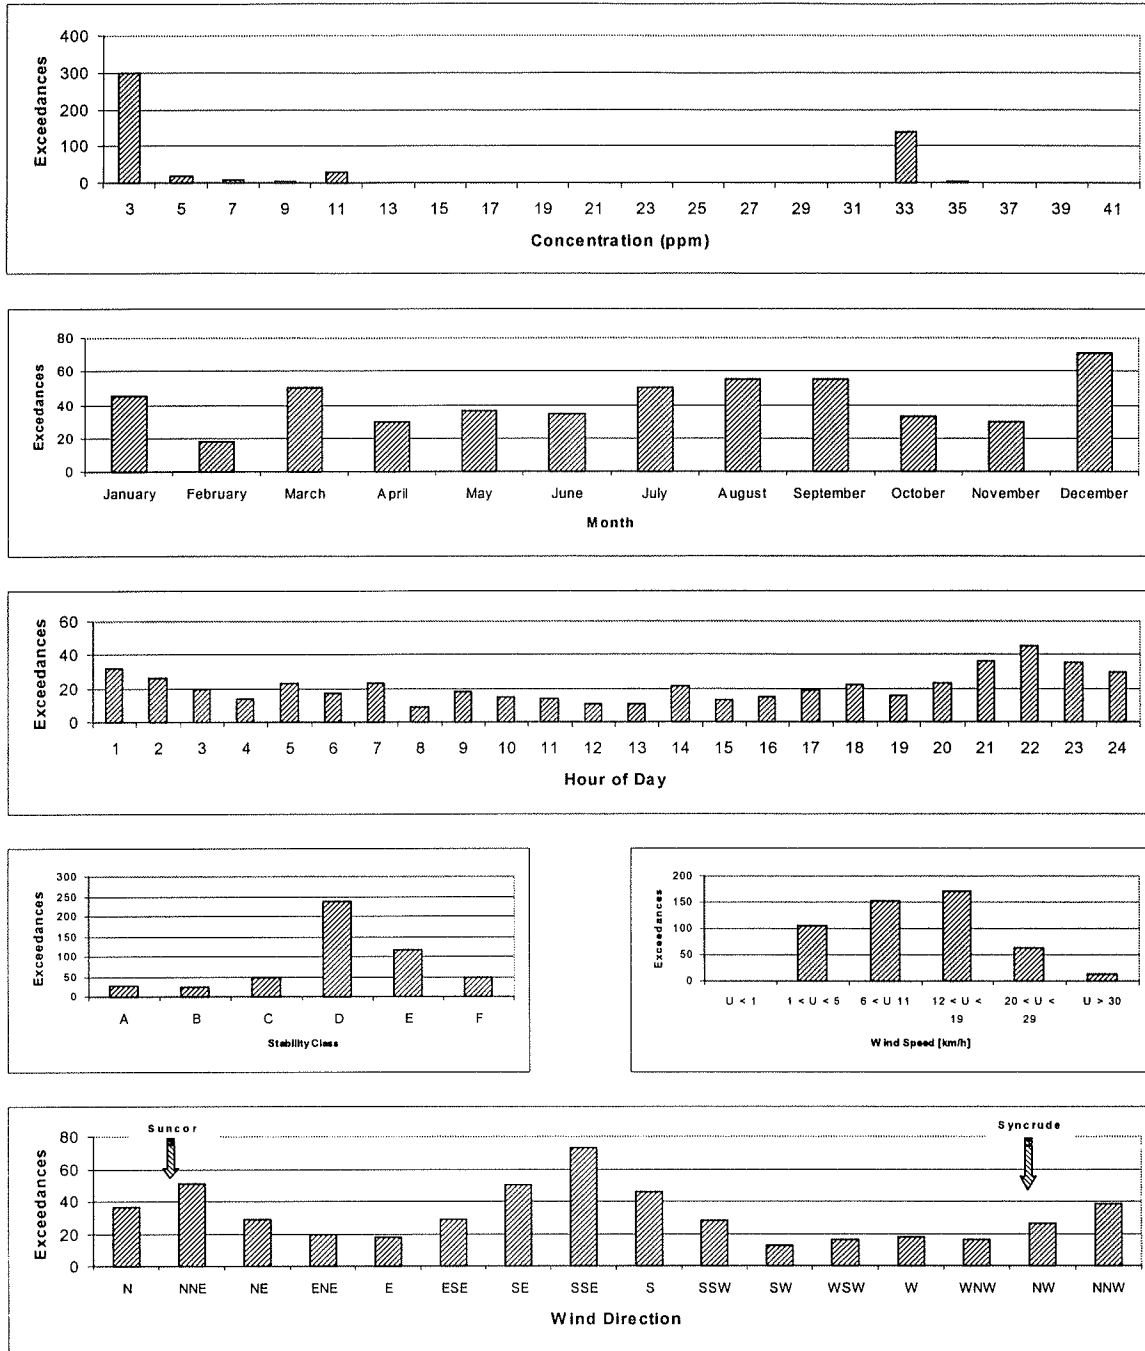 Exceedances
400
300
200
100
0
3 5 7 9 11 13 15 17 19 21 23 25 27 29 31 33 35 37 39 41
Concentration (ppm)
Excedances
80
60
40
20
0
January February March April May June July August September October November December
Month
Exceedances
60
40
20
0
1 2 3 4 5 6 7 8 9 10 11 12 13 14 15 16 17 18 19 20 21 22 23 24
Hour of Day
Exceedances
300
250
200
150
100
50
0
A B C D E F
Stability Class
Exceedances
200
150
100
50
0
U < 1 1 < U < 5 6 < U 11 12 < U < 20 < U < U > 30
19 29
Wind Speed [km/h]
Suncor Syncrude
Exceedances
80
60
40
20
0
N NNE NE ENE E ESE SE SSE S SSW SW WSW W WNW NW NNW
Wind Direction